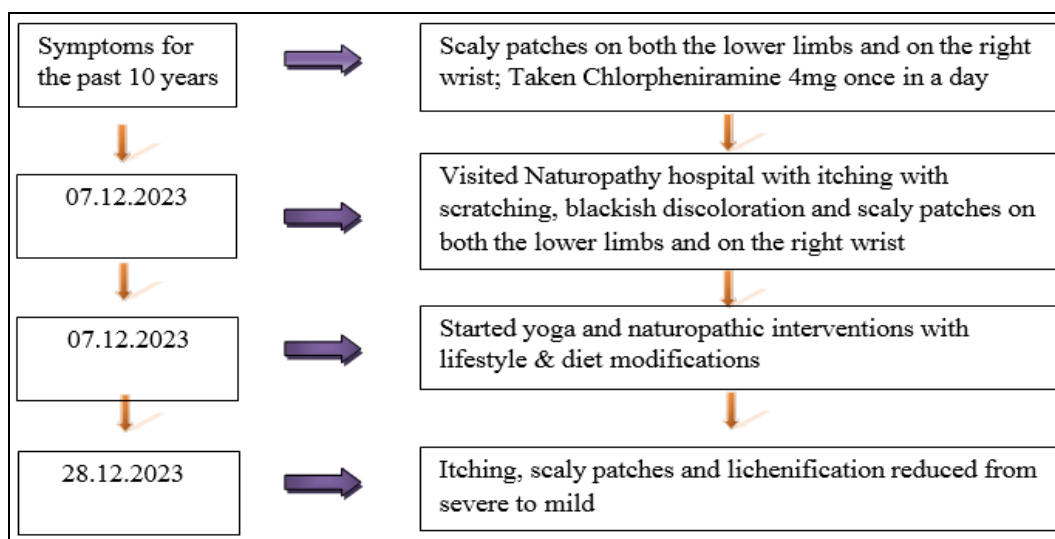 Symptoms for
the past 10 years
Scaly patches on both the lower limbs and on the right
wrist; Taken Chlorpheniramine 4mg once in a day
07.12.2023
Visited Naturopathy hospital with itching with
scratching, blackish discoloration and scaly patches on
both the lower limbs and on the right wrist
07.12.2023
Started yoga and naturopathic interventions with
lifestyle & diet modifications
28.12.2023
Itching, scaly patches and lichenification reduced from
severe to mild